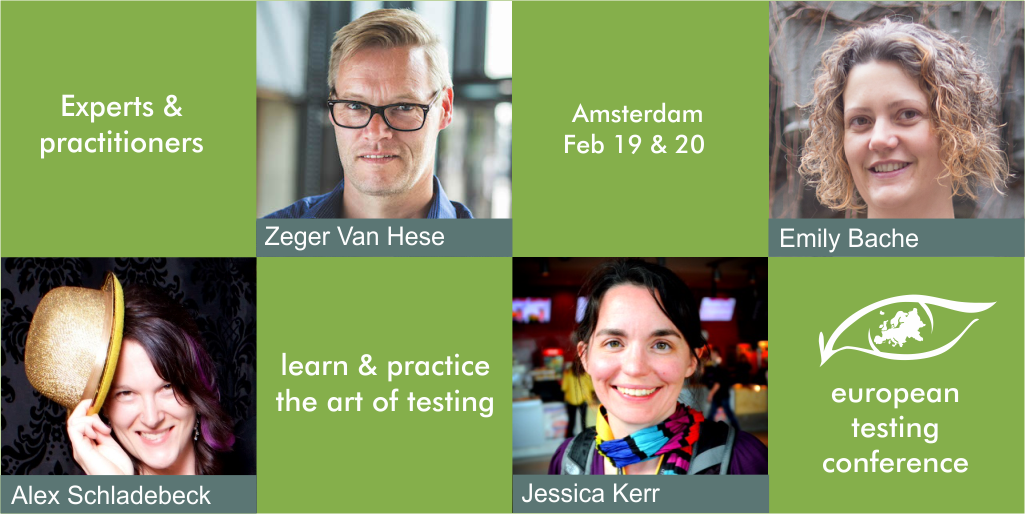 Experts &
practitioners
Zeger Van Hese
Amsterdam
Feb 19 & 20
Emily Bache
Alex Schladebeck
learn & practice
the art of testing
Jessica Kerr
european
testing
conference